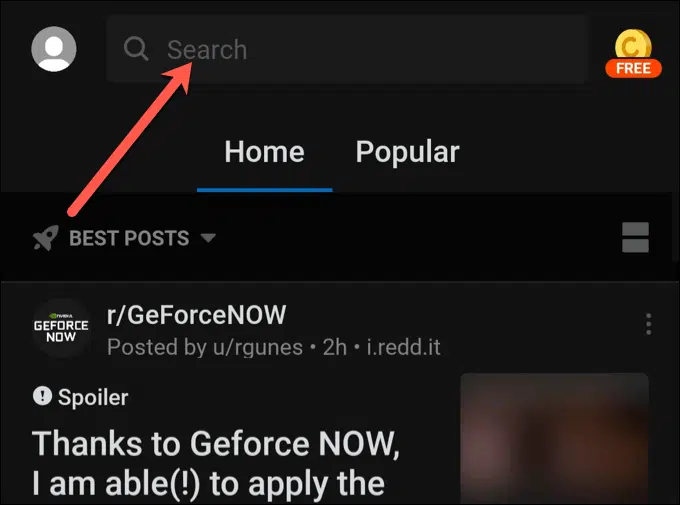 Search
C
FREE
Home Popular
BEST POSTS
NVIDIA
GEFORCE
NOW
r/GeForceNOW
Posted by u/rgunes • 2h • i.redd.it
Spoiler
Thanks to Geforce NOW,
I am able(!) to apply the